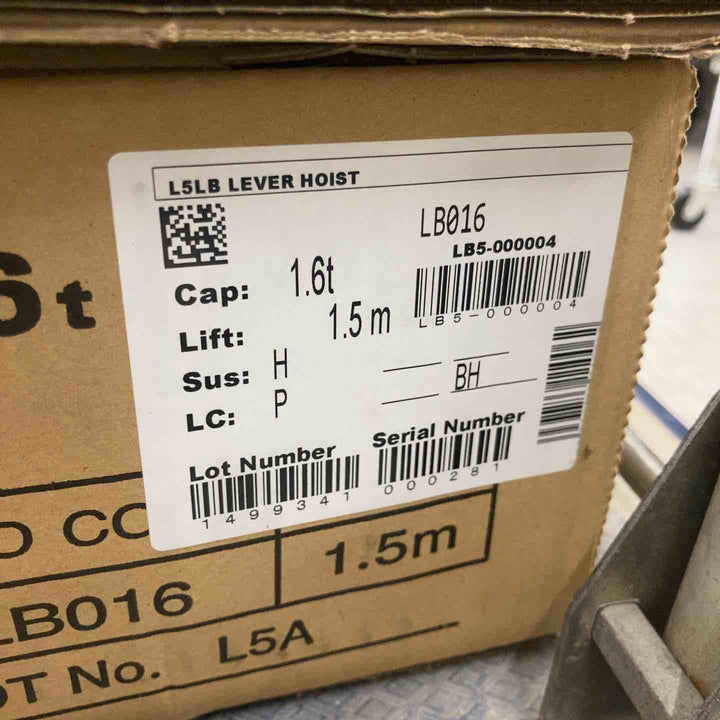 L5LB LEVER HOIST
LB016
LB5-000004
Cap: 1.6t
LB5-000004
Lift: 1.5 m
Sus: H
BH
LC: P
Lot Number
Serial Number
1499341
000281
6t
CO
LB016
1.5m
OT No. L5A